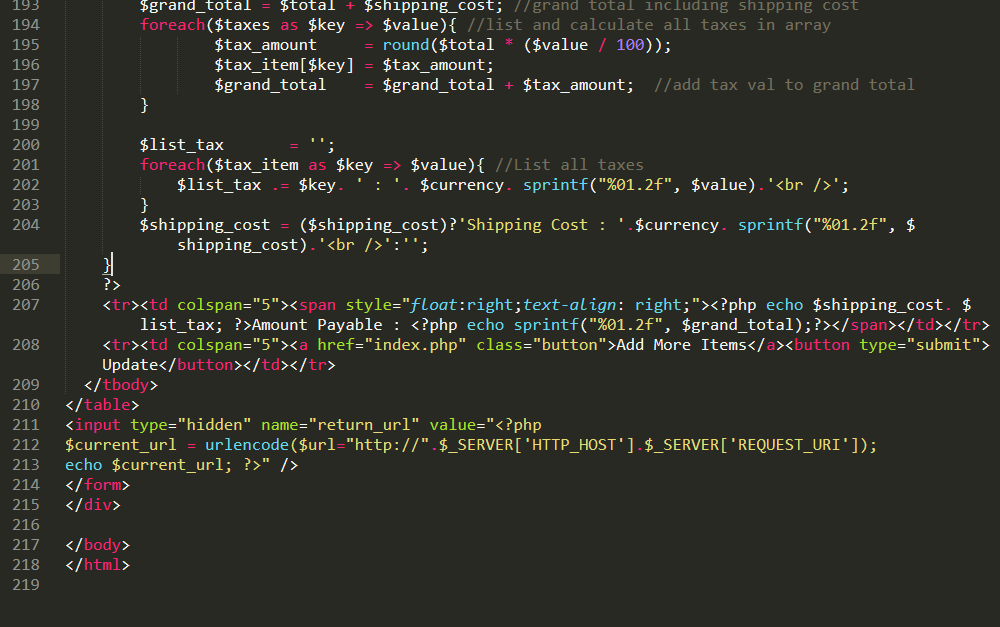 193 $grand_total = $total + $shipping_cost; //grand total including shipping cost
194 foreach($taxes as $key => $value){ //list and calculate all taxes in array
195 $tax_amount = round($total * ($value / 100));
196 $tax_item[$key] = $tax_amount;
197 $grand_total = $grand_total + $tax_amount; //add tax val to grand total
198 }
199
200 $list_tax = '';
201 foreach($tax_item as $key => $value){ //List all taxes
202 $list_tax .= $key. ' : '. $currency. sprintf("%01.2f", $value).'<br />';
203 }
204 $shipping_cost = ($shipping_cost)?'Shipping Cost : '.$currency. sprintf("%01.2f", $
shipping_cost).'<br />':'';
205 }
206 ?>
207 <tr><td colspan="5"><span style="float:right;text-align: right;"><?php echo $shipping_cost. $
list_tax; ?>Amount Payable : <?php echo sprintf("%01.2f", $grand_total);?></span></td></tr>
208 <tr><td colspan="5"><a href="index.php" class="button">Add More Items</a><button type="submit">
Update</button></td></tr>
209 </tbody>
210 </table>
211 <input type="hidden" name="return_url" value="<?php
212 $current_url = urlencode($url="http://".$_SERVER['HTTP_HOST'].$_SERVER['REQUEST_URI']);
213 echo $current_url; ?>" />
214 </form>
215 </div>
216
217 </body>
218 </html>
219